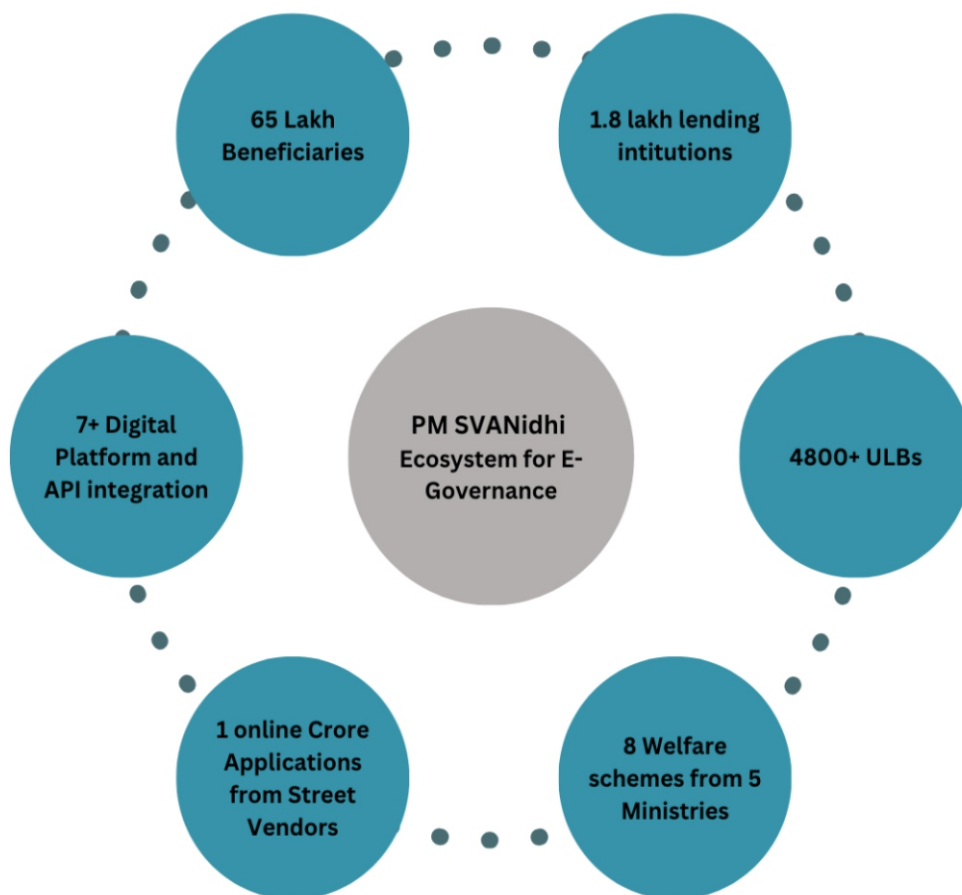 65 Lakh
Beneficiaries
1.8 lakh lending
intitutions
7+ Digital
Platform and
API integration
PM SVANidhi
Ecosystem for E-
Governance
4800+ ULBs
1 online Crore
Applications
from Street
Vendors
8 Welfare
schemes from 5
Ministries